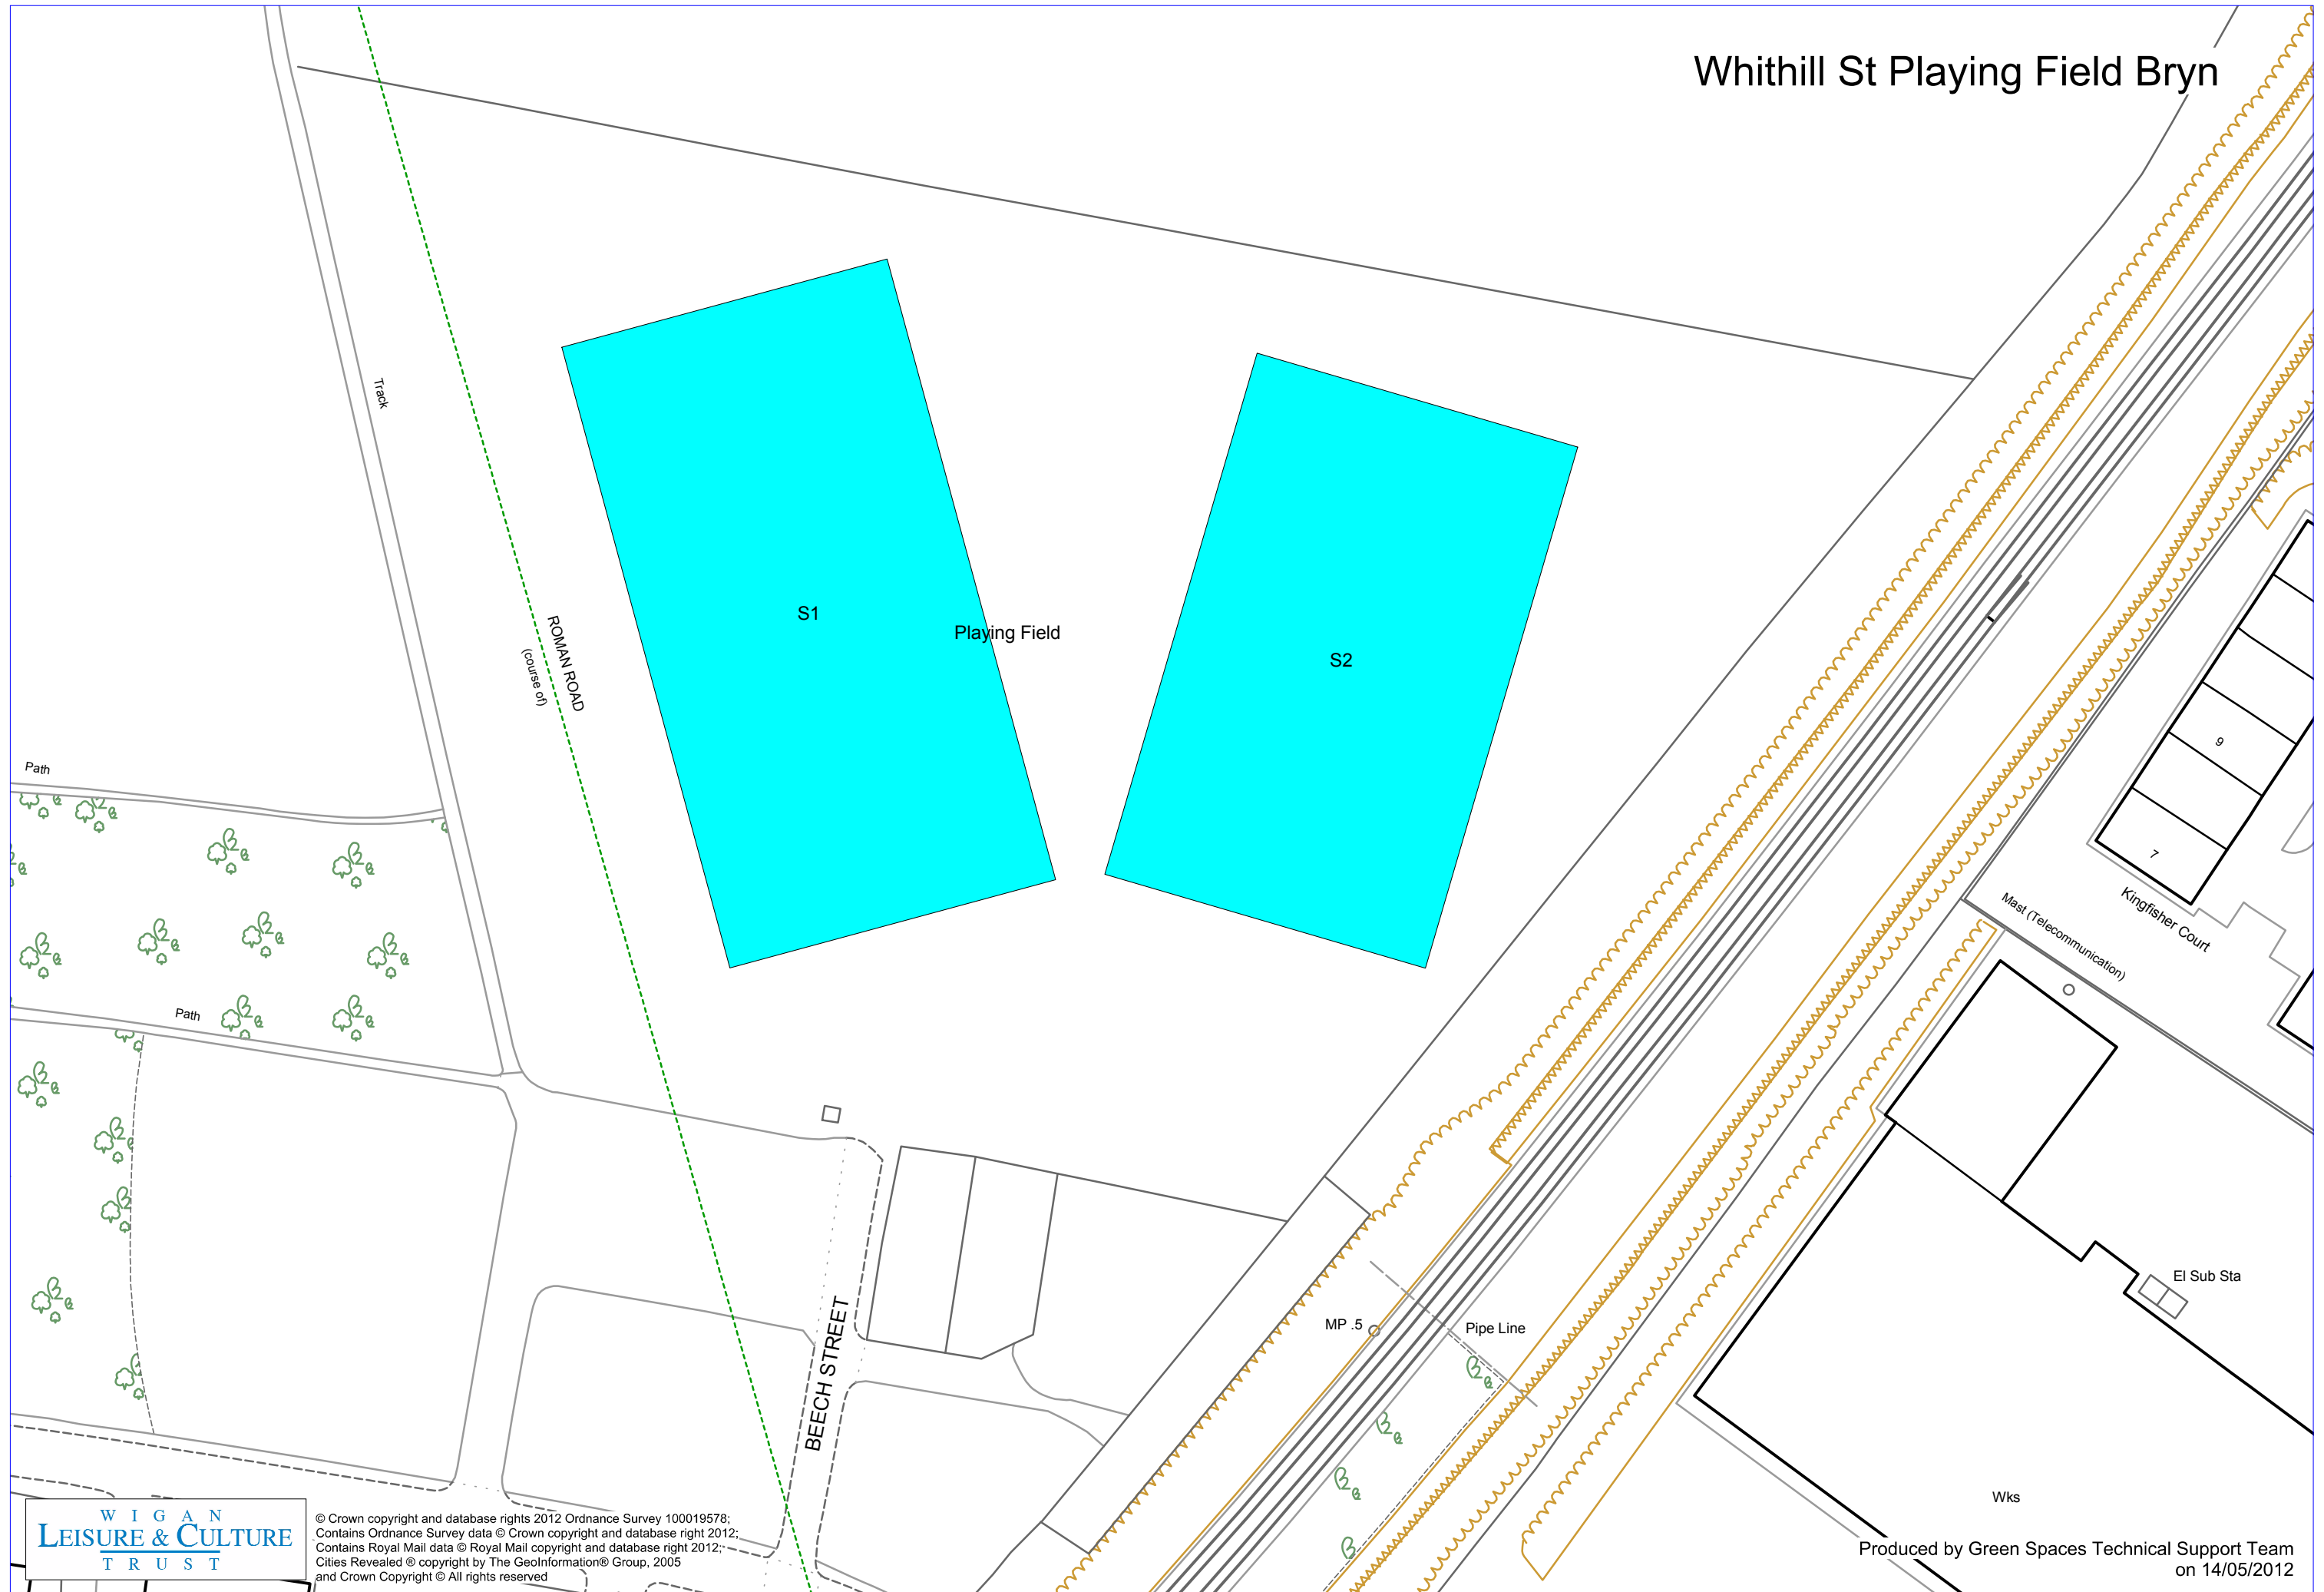 Whithill St Playing Field Bryn
Track
ROMAN ROAD
(course of)
S1
Playing Field
S2
Path
Path
9
7
Kingfisher Court
Mast (Telecommunication)
El Sub Sta
MP .5
Pipe Line
BEECH STREET
Wks
WIGAN
LEISURE & CULTURE
TRUST
© Crown copyright and database rights 2012 Ordnance Survey 100019578;
Contains Ordnance Survey data © Crown copyright and database right 2012;
Contains Royal Mail data © Royal Mail copyright and database right 2012;
Cities Revealed ® copyright by The GeoInformation® Group, 2005
and Crown Copyright © All rights reserved
Produced by Green Spaces Technical Support Team
on 14/05/2012